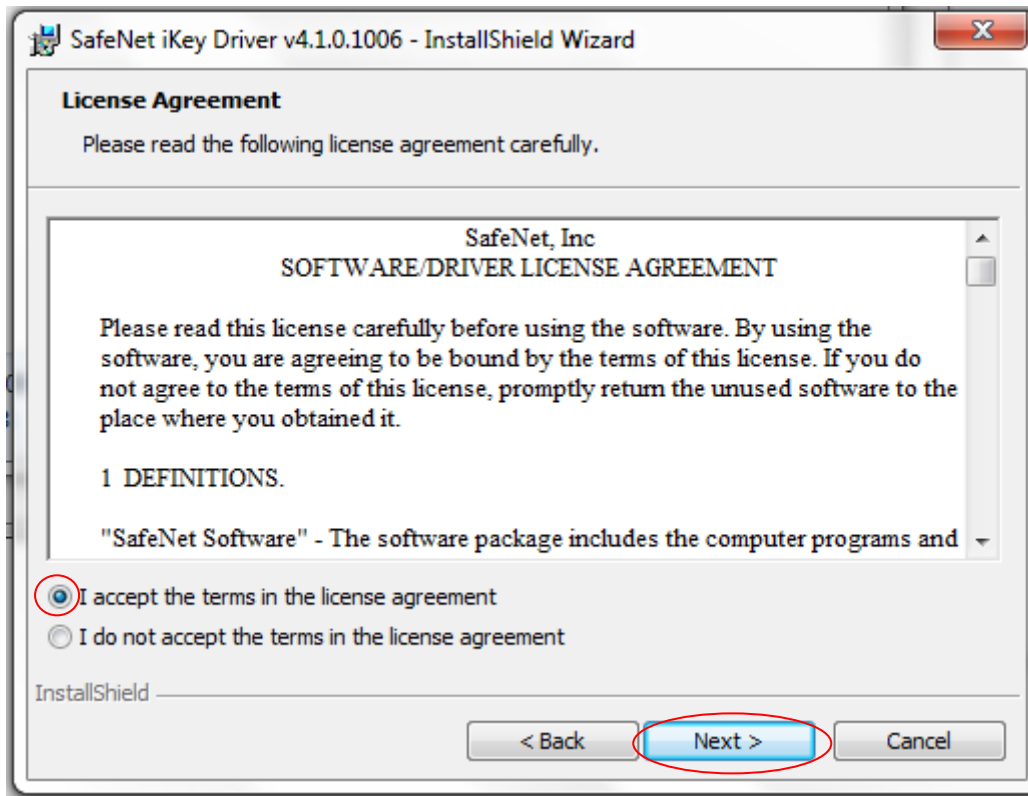 SafeNet iKey Driver v4.1.0.1006 - InstallShield Wizard
License Agreement
Please read the following license agreement carefully.
SafeNet, Inc
SOFTWARE/DRIVER LICENSE AGREEMENT
Please read this license carefully before using the software. By using the
software, you are agreeing to be bound by the terms of this license. If you do
not agree to the terms of this license, promptly return the unused software to the
place where you obtained it.
1 DEFINITIONS.
"SafeNet Software" - The software package includes the computer programs and
I accept the terms in the license agreement
I do not accept the terms in the license agreement
InstallShield
< Back Next > Cancel